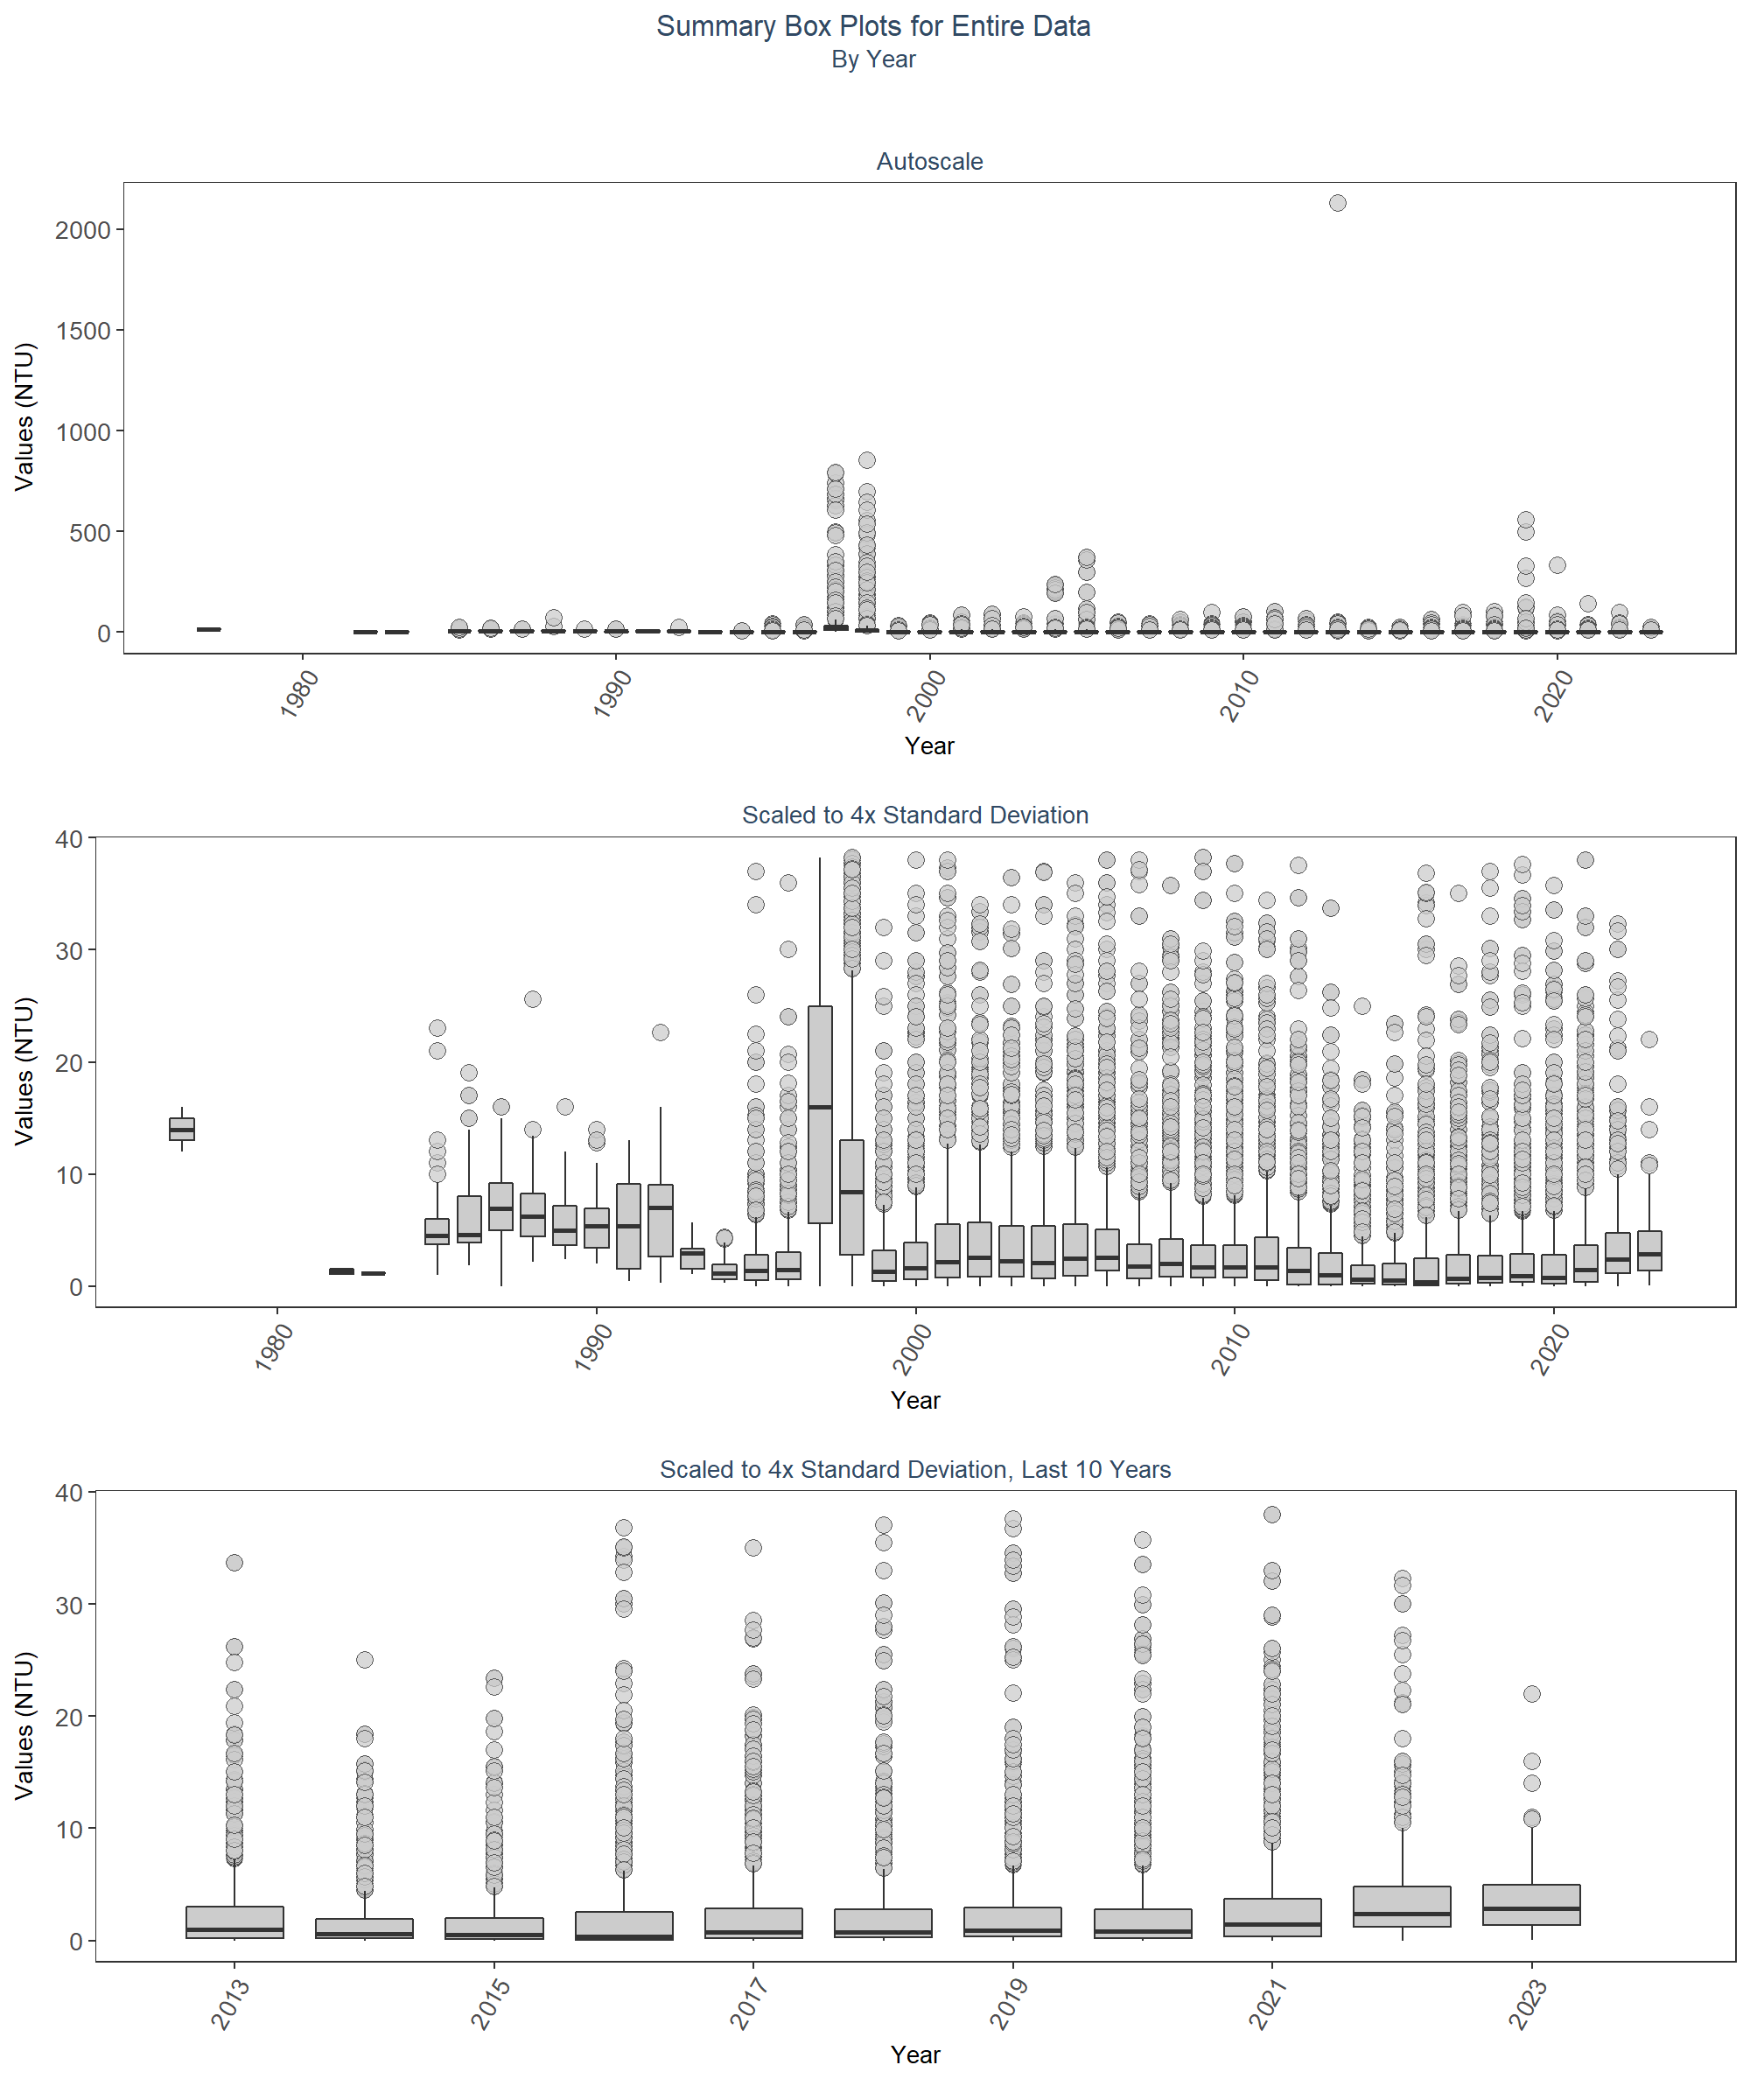 Summary Box Plots for Entire Data
By Year
Autoscale
2000
1500
1000
500
0
Values (NTU)
1980
1990
2000
2010
2020
Year
Scaled to 4x Standard Deviation
40
30
20
10
0
Values (NTU)
1980
1990
2000
2010
2020
Year
Scaled to 4x Standard Deviation, Last 10 Years
40
30
20
10
0
Values (NTU)
2013
2015
2017
2019
2021
2023
Year